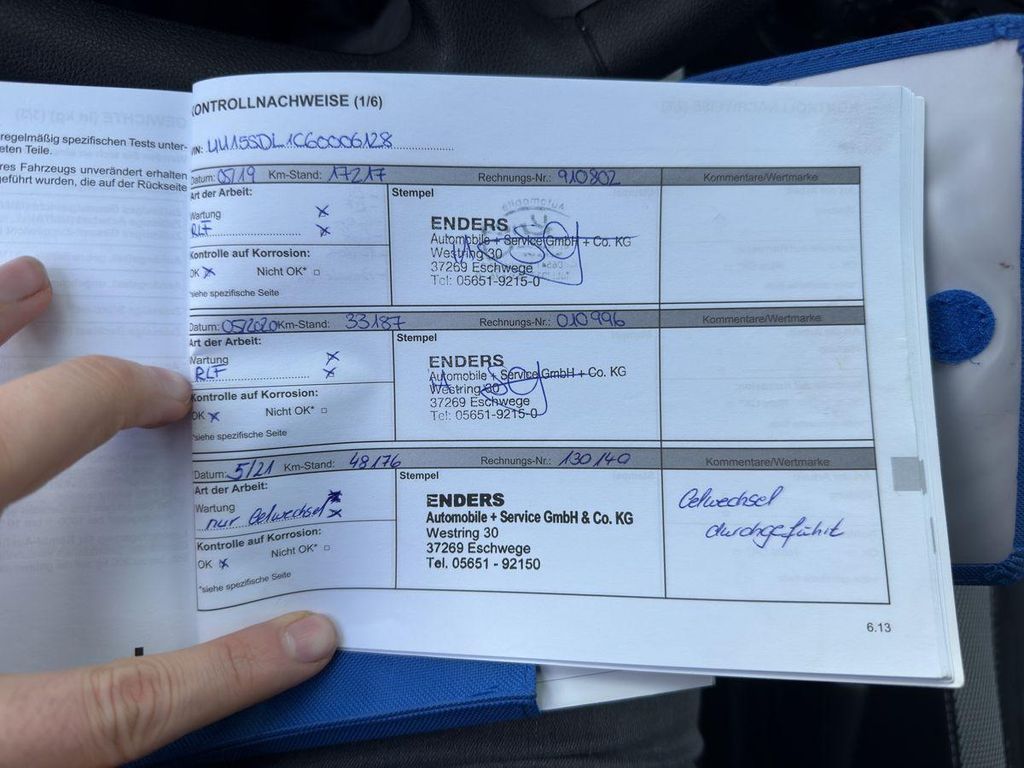 regelmäßig spezifischen Tests unter-
eten Teile.
res Fahrzeugs unverändert erhalten
geführt wurden, die auf der Rückseite
KONTROLLNACHWEISE (1/6)
VIN: UU15SDL1C60006128
Datum: 05/19 Km-Stand: 17217 Rechnungs-Nr.: 910802 Kommentare/Wertmarke
Art der Arbeit:
Wartung x
RLF x
Kontrolle auf Korrosion:
OK x Nicht OK* □
*siehe spezifische Seite
Stempel
ENDERS
Automobile + Service GmbH + Co. KG
Westring 30
37269 Eschwege
Tel: 05651-9215-0
Datum: 05/2020 Km-Stand: 33187 Rechnungs-Nr.: 010996 Kommentare/Wertmarke
Art der Arbeit:
Wartung x
RLF x
Kontrolle auf Korrosion:
OK x Nicht OK* □
*siehe spezifische Seite
Stempel
ENDERS
Automobile + Service GmbH + Co. KG
Westring 30
37269 Eschwege
Tel: 05651-9215-0
Datum: 5/21 Km-Stand: 48176 Rechnungs-Nr.: 130140 Kommentare/Wertmarke
Art der Arbeit:
Wartung x
nur Oelwechsel x
Kontrolle auf Korrosion:
Nicht OK* □
OK x
*siehe spezifische Seite
Stempel
ENDERS
Automobile + Service GmbH & Co. KG
Westring 30
37269 Eschwege
Tel. 05651 - 92150
Oelwechsel
durchgeführt
6.13